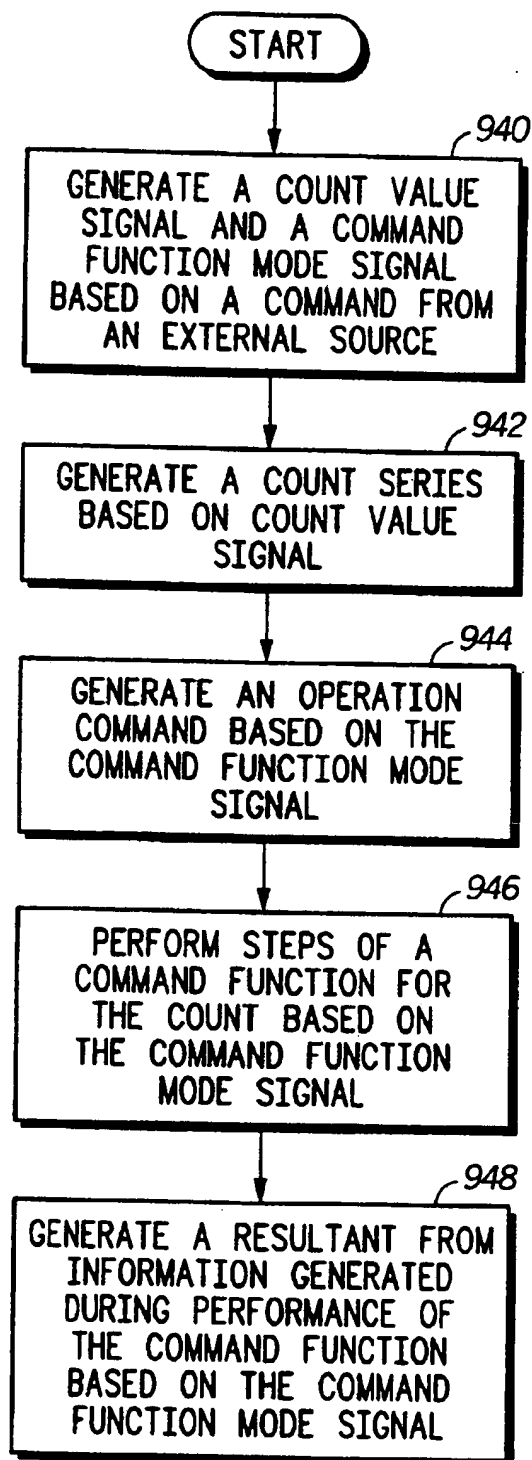 START
940
GENERATE A COUNT VALUE
SIGNAL AND A COMMAND
FUNCTION MODE SIGNAL
BASED ON A COMMAND FROM
AN EXTERNAL SOURCE
942
GENERATE A COUNT SERIES
BASED ON COUNT VALUE
SIGNAL
944
GENERATE AN OPERATION
COMMAND BASED ON THE
COMMAND FUNCTION MODE
SIGNAL
946
PERFORM STEPS OF A
COMMAND FUNCTION FOR
THE COUNT BASED ON
THE COMMAND FUNCTION
MODE SIGNAL
948
GENERATE A RESULTANT FROM
INFORMATION GENERATED
DURING PERFORMANCE OF
THE COMMAND FUNCTION
BASED ON THE COMMAND
FUNCTION MODE SIGNAL